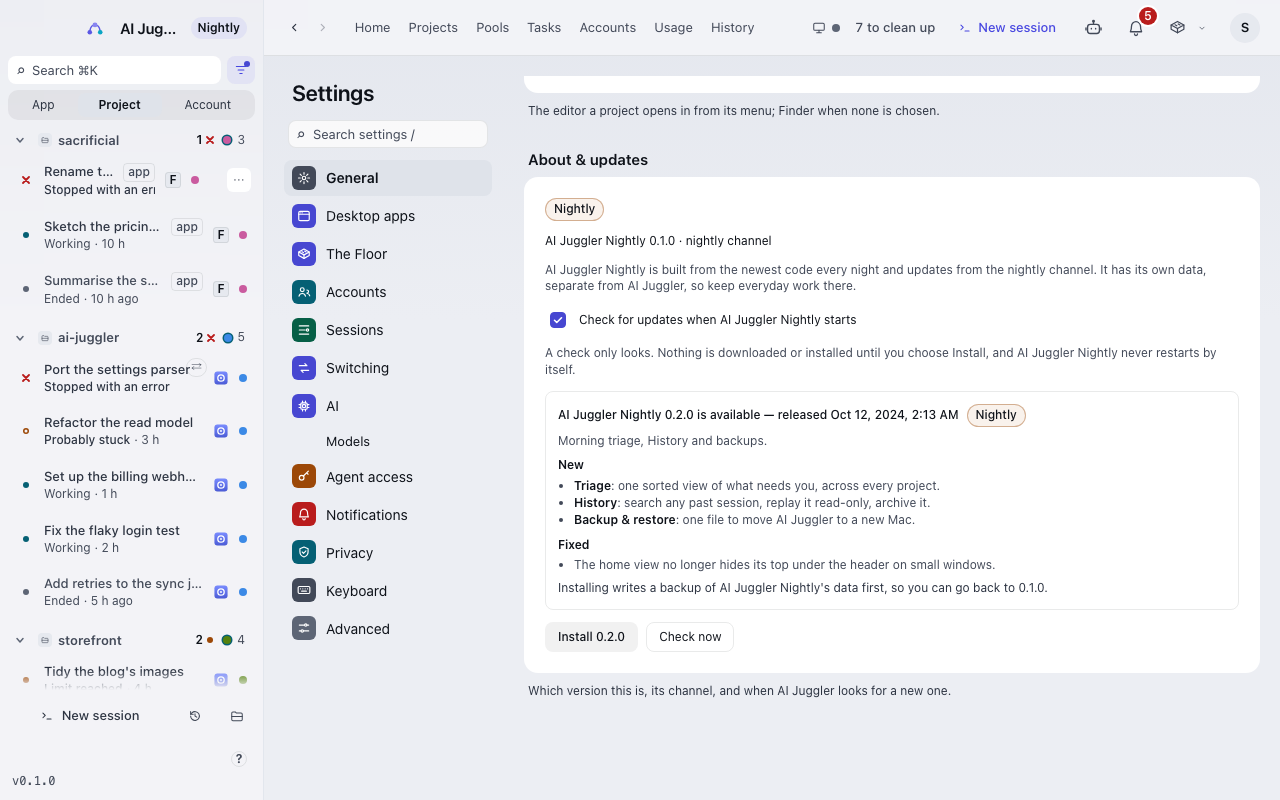 AI Jug... Nightly
Search ⌘K
App Project Account
sacrificial 1 3
Rename t... app F
Stopped with an err
Sketch the pricin... app F
Working · 10 h
Summarise the s... app F
Ended · 10 h ago
ai-juggler 2 5
Port the settings parser
Stopped with an error
Refactor the read model
Probably stuck · 3 h
Set up the billing webh...
Working · 1 h
Fix the flaky login test
Working · 2 h
Add retries to the sync j...
Ended · 5 h ago
storefront 2 4
Tidy the blog's images
New session
?
v0.1.0
Home Projects Pools Tasks Accounts Usage History
7 to clean up
New session
5
S
Settings
Search settings /
General
Desktop apps
The Floor
Accounts
Sessions
Switching
AI
Models
Agent access
Notifications
Privacy
Keyboard
Advanced
The editor a project opens in from its menu; Finder when none is chosen.
About & updates
Nightly
AI Juggler Nightly 0.1.0 · nightly channel
AI Juggler Nightly is built from the newest code every night and updates from the nightly channel. It has its own data,
separate from AI Juggler, so keep everyday work there.
Check for updates when AI Juggler Nightly starts
A check only looks. Nothing is downloaded or installed until you choose Install, and AI Juggler Nightly never restarts by
itself.
AI Juggler Nightly 0.2.0 is available — released Oct 12, 2024, 2:13 AM Nightly
Morning triage, History and backups.
New
• Triage: one sorted view of what needs you, across every project.
• History: search any past session, replay it read-only, archive it.
• Backup & restore: one file to move AI Juggler to a new Mac.
Fixed
• The home view no longer hides its top under the header on small windows.
Installing writes a backup of AI Juggler Nightly's data first, so you can go back to 0.1.0.
Install 0.2.0 Check now
Which version this is, its channel, and when AI Juggler looks for a new one.